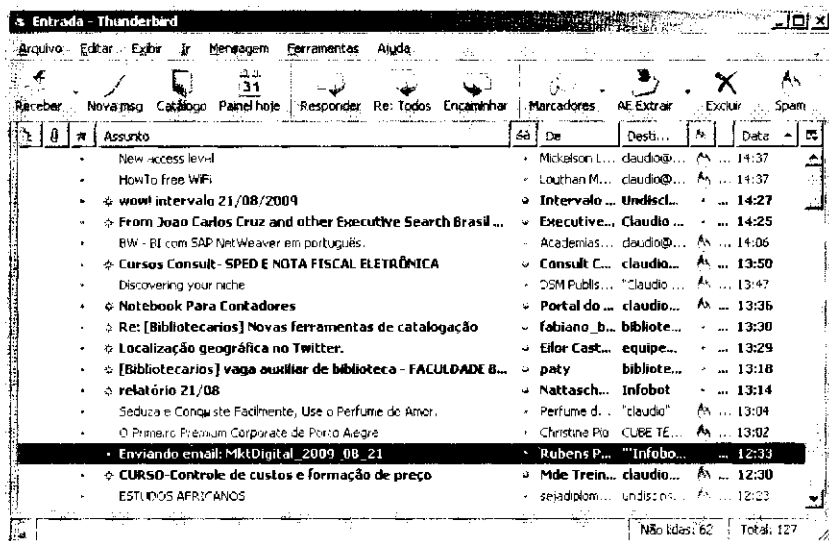 Entrada - Thunderbird
Arquivo Editar Exibir Ir Mensagem Ferramentas Ajuda
31
Receber Nova msg Catálogo Painel hoje Responder Re: Todos Encaminhar Marcadores AE Extrair Excluir Spam
Assunto De Desti... Data
New access level Mickelson L... claudio@... ... 14:37
HowTo free WiFi Louthan M... claudio@... ... 14:37
wow! intervalo 21/08/2009 Intervalo ... Undiscl... ... 14:27
From Joao Carlos Cruz and other Executive Search Brasil ... Executive... Claudio ... ... 14:25
BW - BI com SAP NetWeaver em português. Academias... claudio@... ... 14:06
Cursos Consult- SPED E NOTA FISCAL ELETRÔNICA Consult C... claudio... ... 13:50
Discovering your niche DSM Publis... "Claudio ... ... 13:47
Notebook Para Contadores Portal do ... claudio... ... 13:36
Re: [Bibliotecarios] Novas ferramentas de catalogação fabiano_b... bibliote... ... 13:30
Localização geográfica no Twitter. Eilor Cast... equipe... ... 13:29
[Bibliotecarios] vaga auxiliar de biblioteca - FACULDADE B... paty bibliote... ... 13:18
relatório 21/08 Nattasch... Infobot ... 13:14
Seduza e Conquiste Facilmente, Use o Perfume do Amor. Perfume d... "claudio" ... 13:04
O Primeiro Premium Corporate de Porto Alegre Christine Pio CUBE TE... ... 13:02
Enviando email: MktDigital_2009_08_21 Rubens P... "'Infobo... ... 12:33
CURSO-Controle de custos e formação de preço Mde Trein... claudio... ... 12:30
ESTUDOS AFRICANOS sejadiplom... ... 12:23
Não lidas: 62 Total: 127